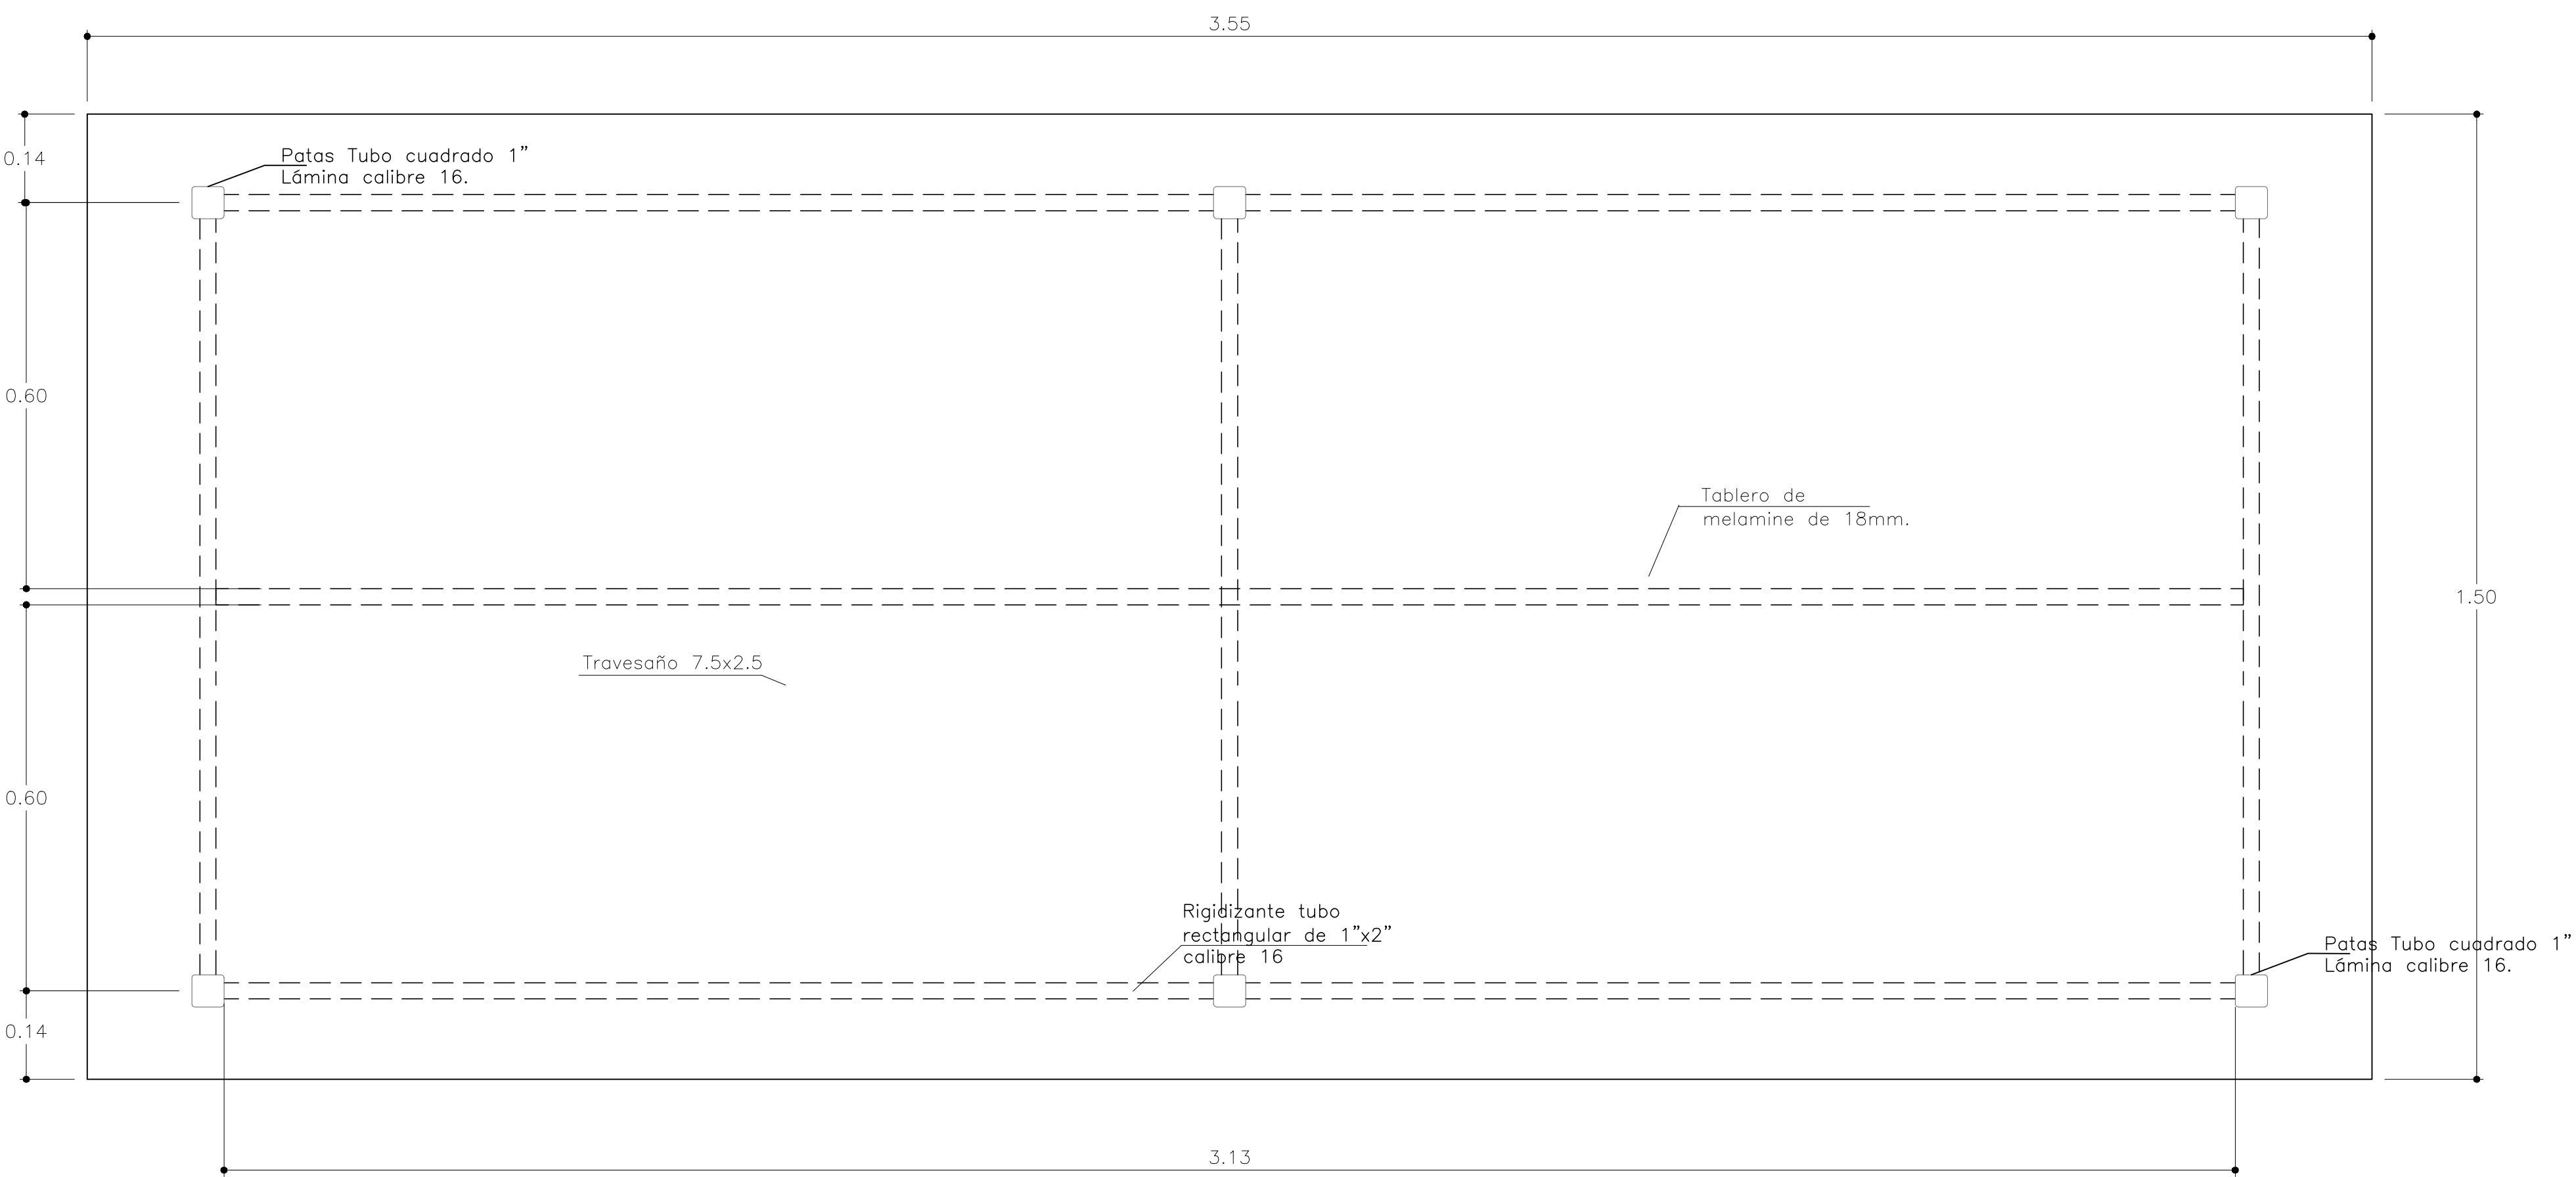 3.55
0.14
Patas Tubo cuadrado 1”
Lámina calibre 16.
0.60
Tablero de
melamine de 18mm.
1.50
Travesaño 7.5x2.5
0.60
Rigidizante tubo
rectangular de 1”x2”
calibre 16
Patas Tubo cuadrado 1”
Lámina calibre 16.
0.14
3.13